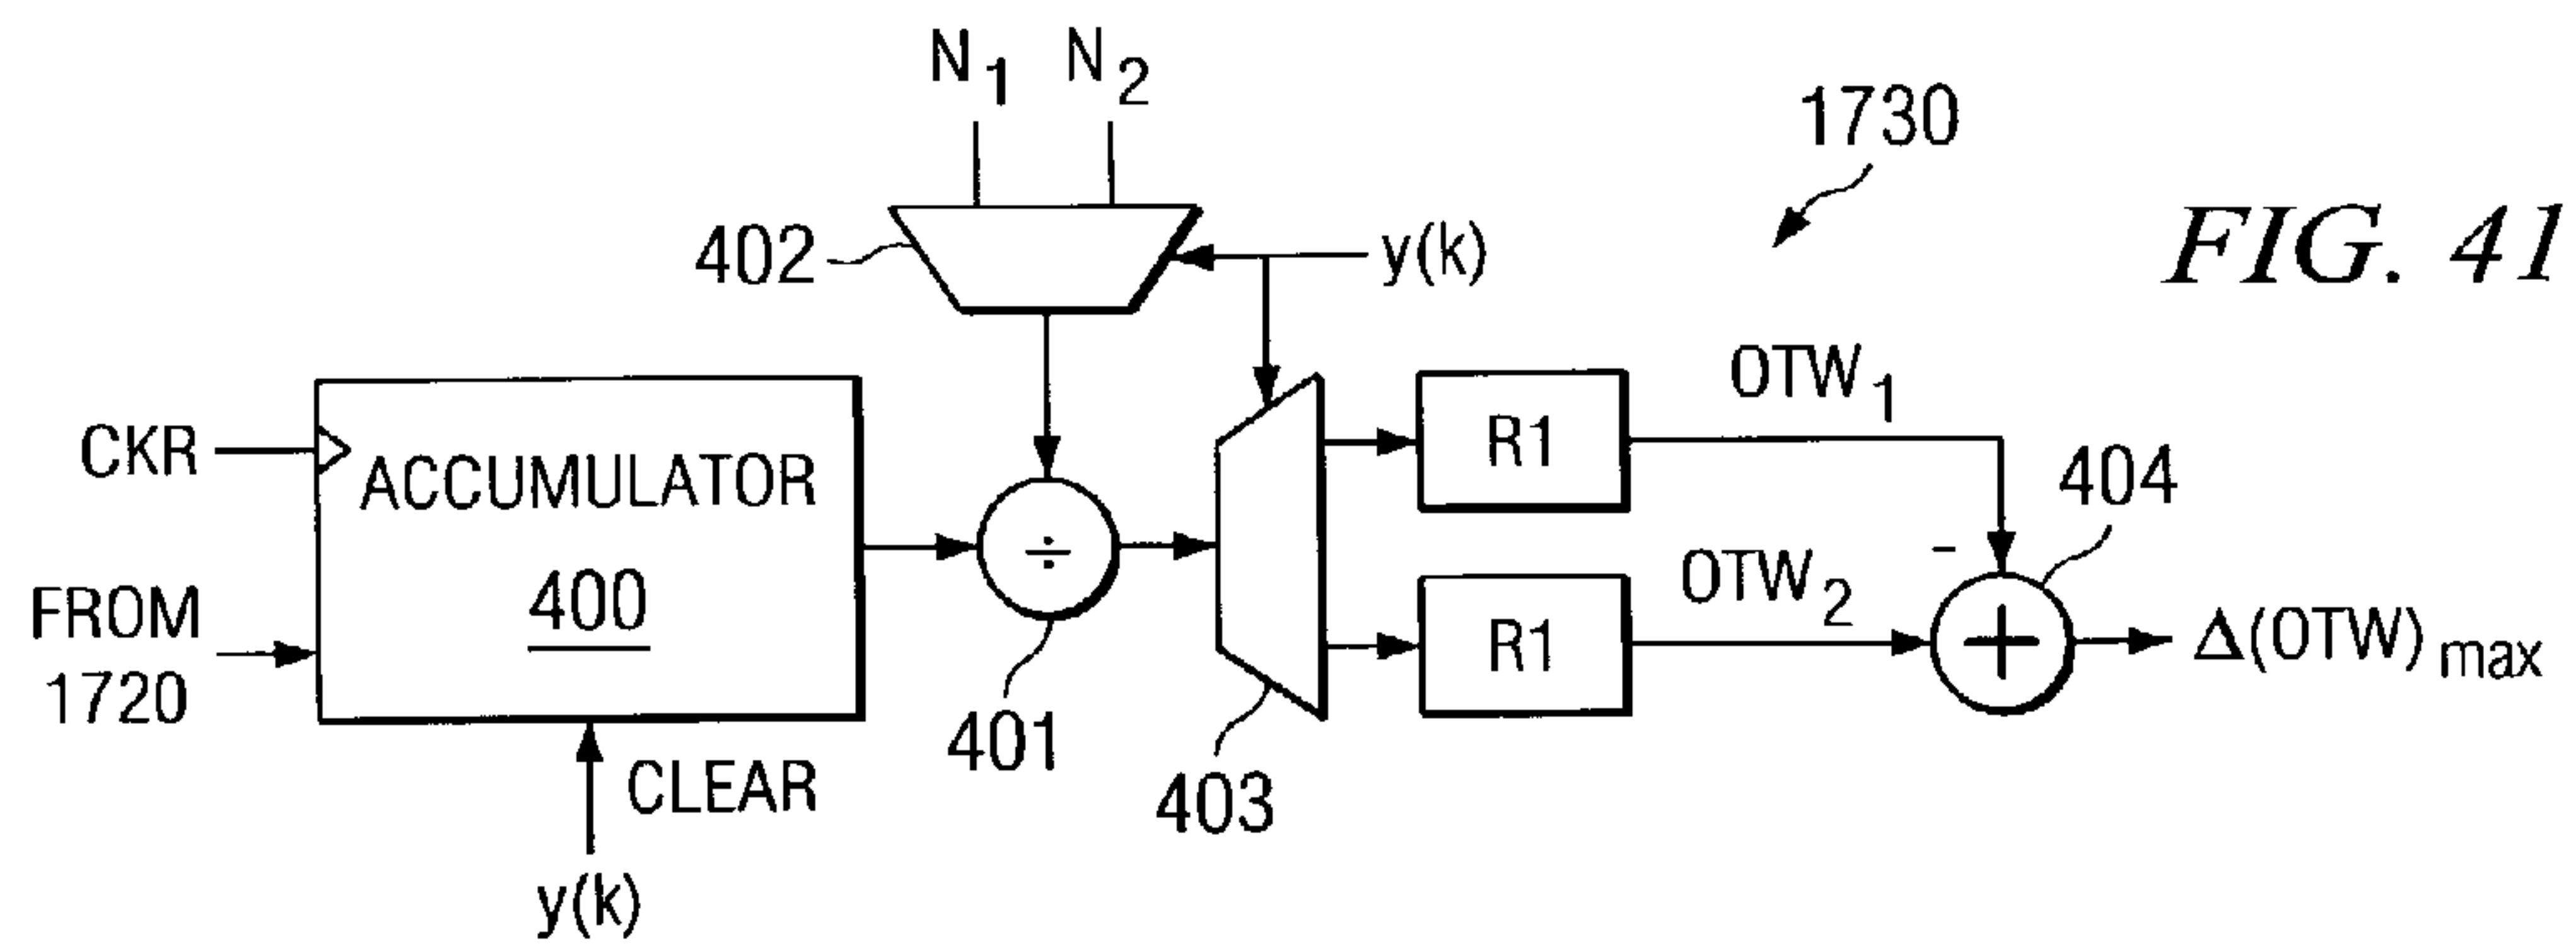 N1 N2
1730
FIG. 41
402
y(k)
CKR
ACCUMULATOR
400
FROM
1720
CLEAR
y(k)
÷
401
403
R1
OTW1
R1
OTW2
-
+
404
Δ(OTW)max